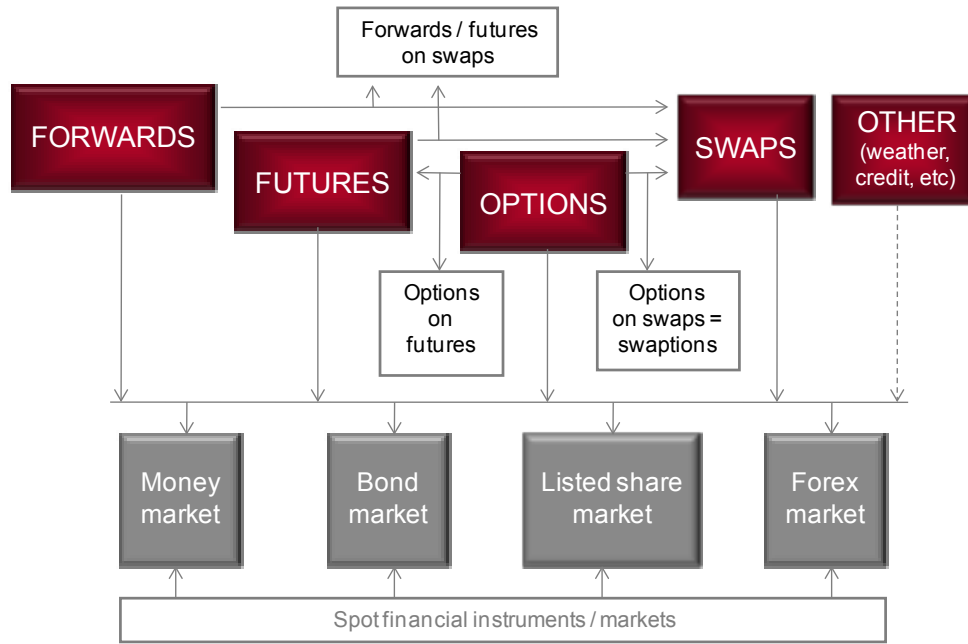 Forwards / futures
on swaps
FORWARDS
FUTURES
OPTIONS
SWAPS
OTHER
(weather,
credit, etc)
Options
on
futures
Options
on swaps =
swaptions
Money
market
Bond
market
Listed share
market
Forex
market
Spot financial instruments / markets